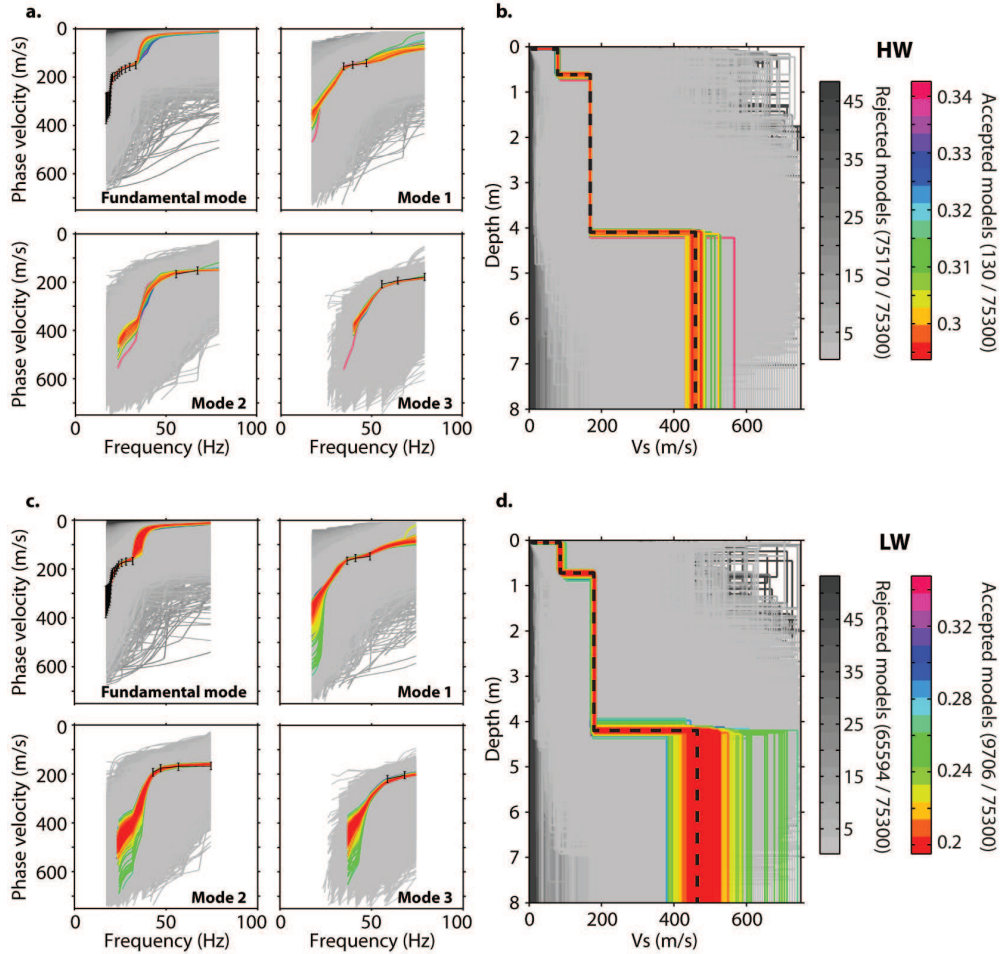 a.
0
200
400
600
Phase velocity (m/s)
Fundamental mode
Mode 1
0
200
400
600
Phase velocity (m/s)
Mode 2
Mode 3
0
50
100
0
50
100
Frequency (Hz)
Frequency (Hz)
b.
HW
0
1
2
3
4
5
6
7
8
Depth (m)
0
200
400
600
Vs (m/s)
45
35
25
15
5
Rejected models (75170 / 75300)
0.34
0.33
0.32
0.31
0.3
Accepted models (130 / 75300)
c.
0
200
400
600
Phase velocity (m/s)
Fundamental mode
Mode 1
0
200
400
600
Phase velocity (m/s)
Mode 2
Mode 3
0
50
100
0
50
100
Frequency (Hz)
Frequency (Hz)
d.
LW
0
1
2
3
4
5
6
7
8
Depth (m)
0
200
400
600
Vs (m/s)
45
35
25
15
5
Rejected models (65594 / 75300)
0.32
0.28
0.24
0.2
Accepted models (9706 / 75300)